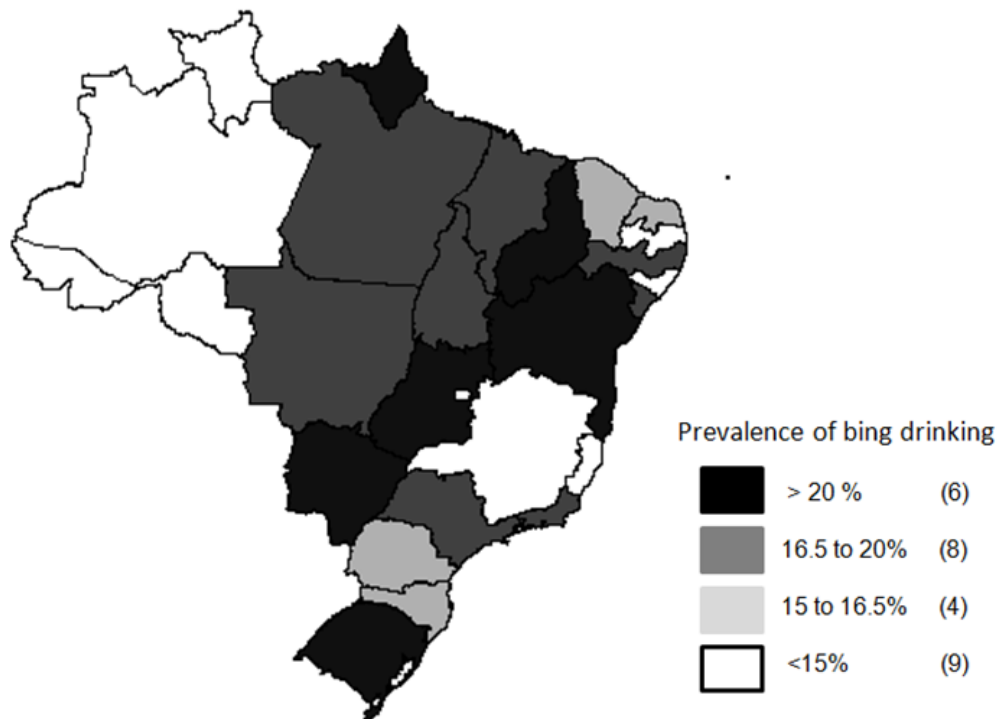 Prevalence of bing drinking
> 20 % (6)
16.5 to 20% (8)
15 to 16.5% (4)
<15% (9)